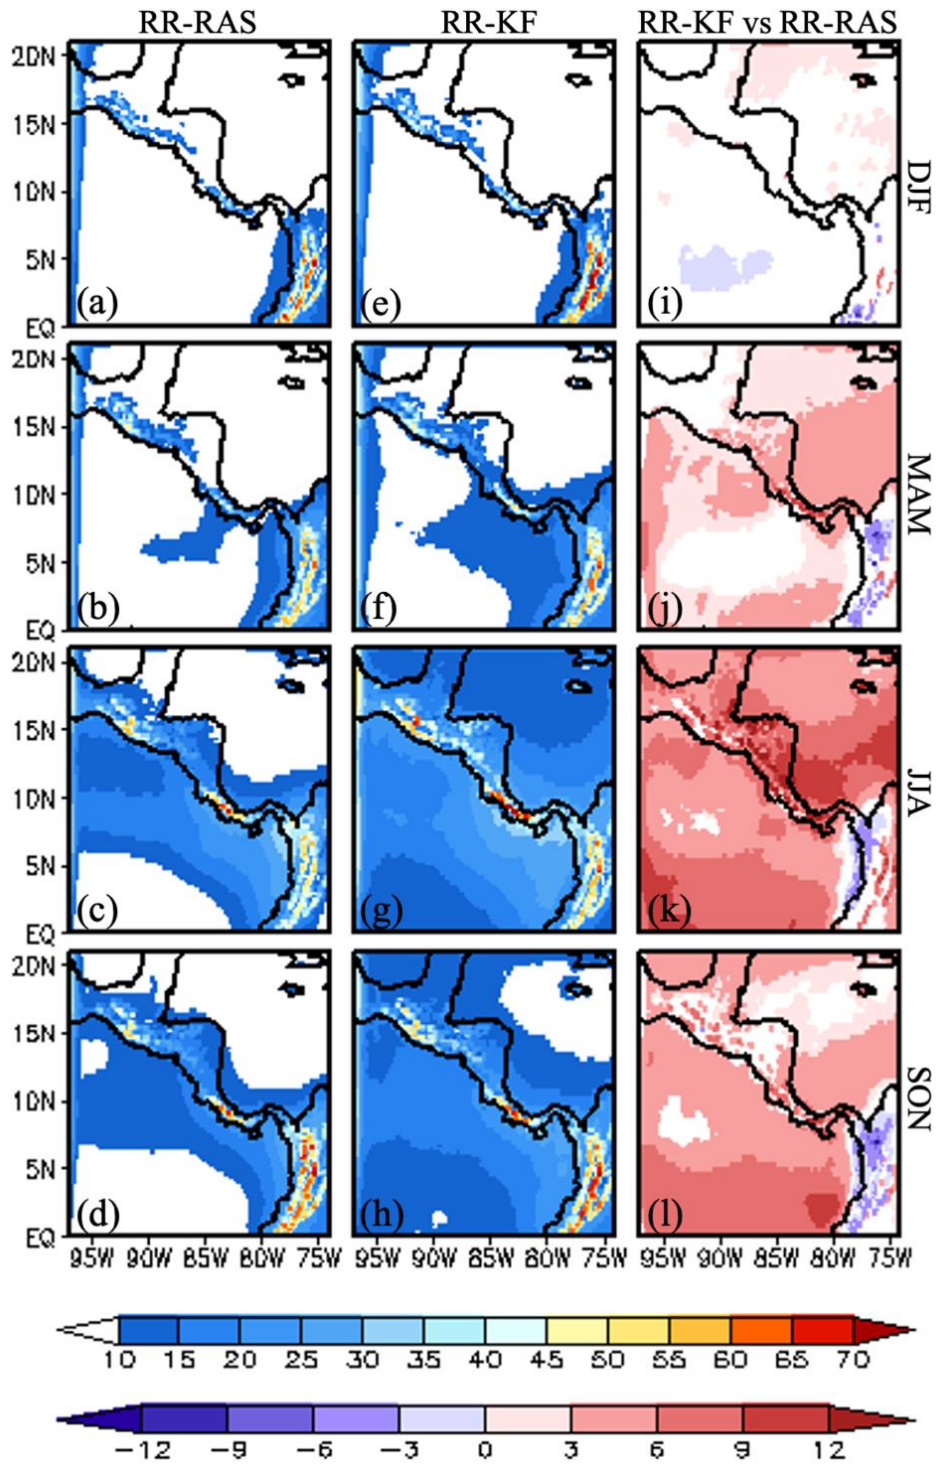 RR-RAS RR-KF RR-KF vs RR-RAS
20N
15N
10N
5N
EQ
(a) (e) (i)
DJF
20N
15N
10N
5N
EQ
(b) (f) (j)
MAM
20N
15N
10N
5N
EQ
(c) (g) (k)
JJA
20N
15N
10N
5N
EQ
(d) (h) (l)
SON
95W 90W 85W 80W 75W 95W 90W 85W 80W 75W 95W 90W 85W 80W 75W
10 15 20 25 30 35 40 45 50 55 60 65 70
−12 −9 −6 −3 0 3 6 9 12